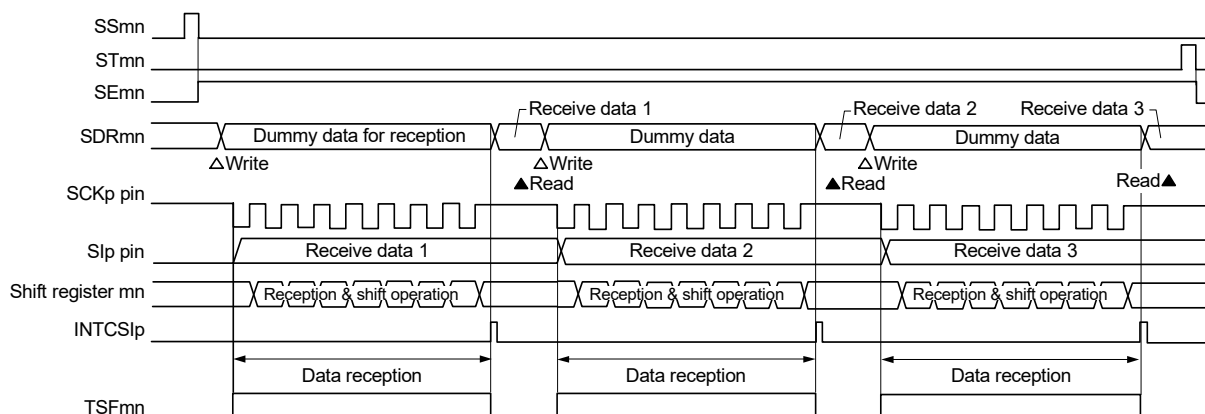 SSmn
STmn
SEmn
Receive data 1
Receive data 2
Receive data 3
SDRmn
Dummy data for reception
Dummy data
Dummy data
△Write
△Write
△Write
▲Read
▲Read
Read▲
SCKp pin
SIp pin
Receive data 1
Receive data 2
Receive data 3
Shift register mn
Reception & shift operation
Reception & shift operation
Reception & shift operation
INTCSIp
Data reception
Data reception
Data reception
TSFmn